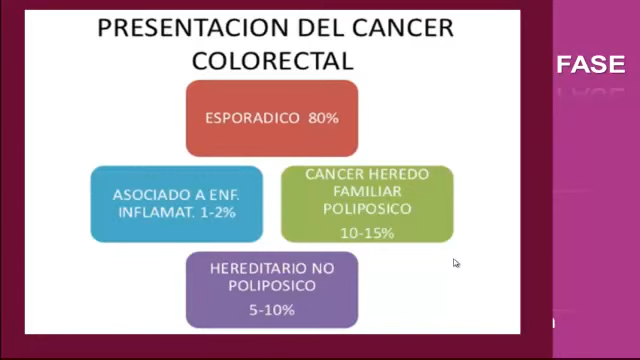 PRESENTACION DEL CANCER
COLORECTAL
ESPORADICO 80%
ASOCIADO A ENF.
INFLAMAT. 1-2%
CANCER HEREDO
FAMILIAR
POLIPOSICO
10-15%
HEREDITARIO NO
POLIPOSICO
5-10%
FASE